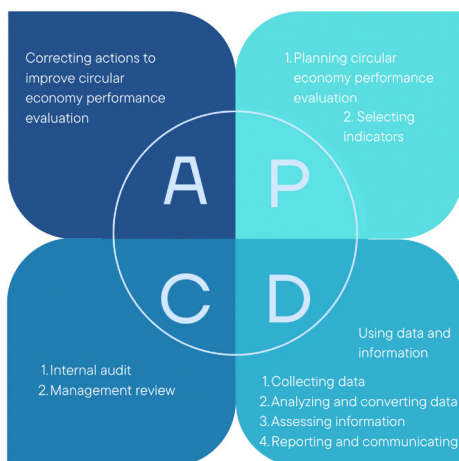 Correcting actions to
improve circular
economy performance
evaluation
1. Planning circular
economy performance
evaluation
2. Selecting
indicators
A
P
C
D
1. Internal audit
2. Management review
Using data and
information
1. Collecting data
2. Analyzing and converting data
3. Assessing information
4. Reporting and communicating